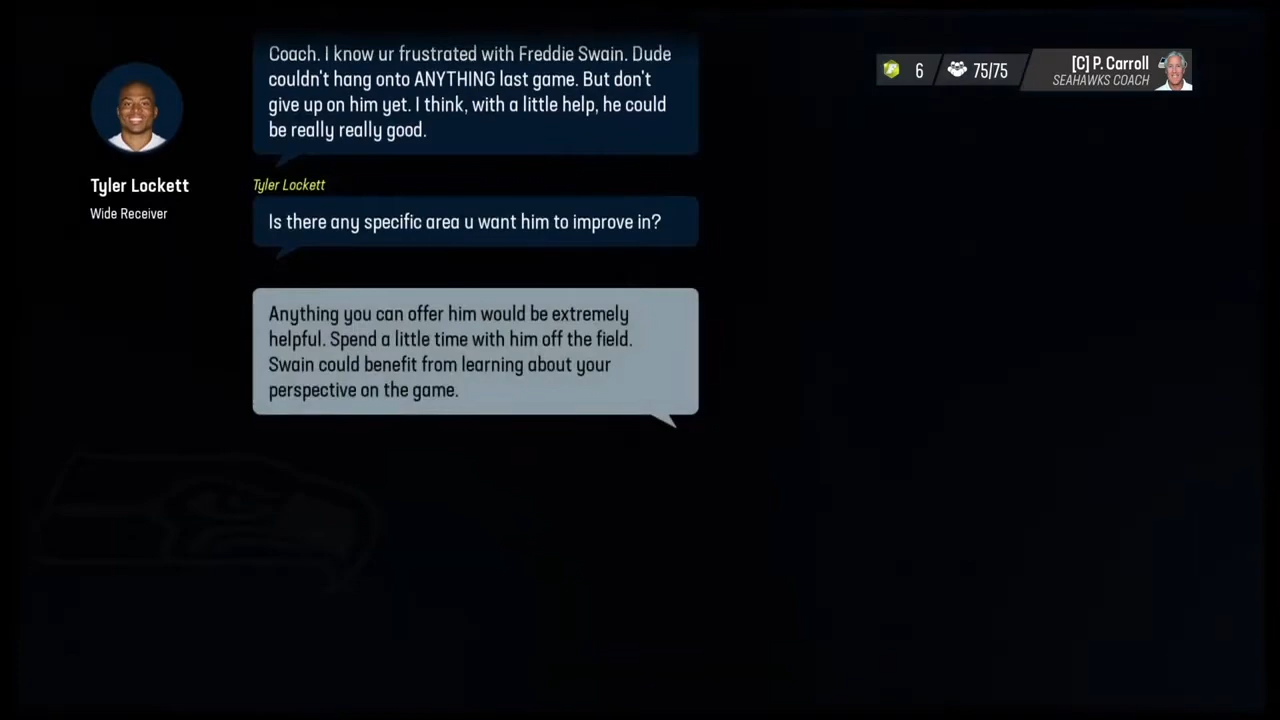 Coach. I know ur frustrated with Freddie Swain. Dude
couldn't hang onto ANYTHING last game. But don't
give up on him yet. I think, with a little help, he could
be really really good.
6
75/75
[C] P. Carroll
SEAHAWKS COACH
Tyler Lockett
Wide Receiver
Tyler Lockett
Is there any specific area u want him to improve in?
Anything you can offer him would be extremely
helpful. Spend a little time with him off the field.
Swain could benefit from learning about your
perspective on the game.